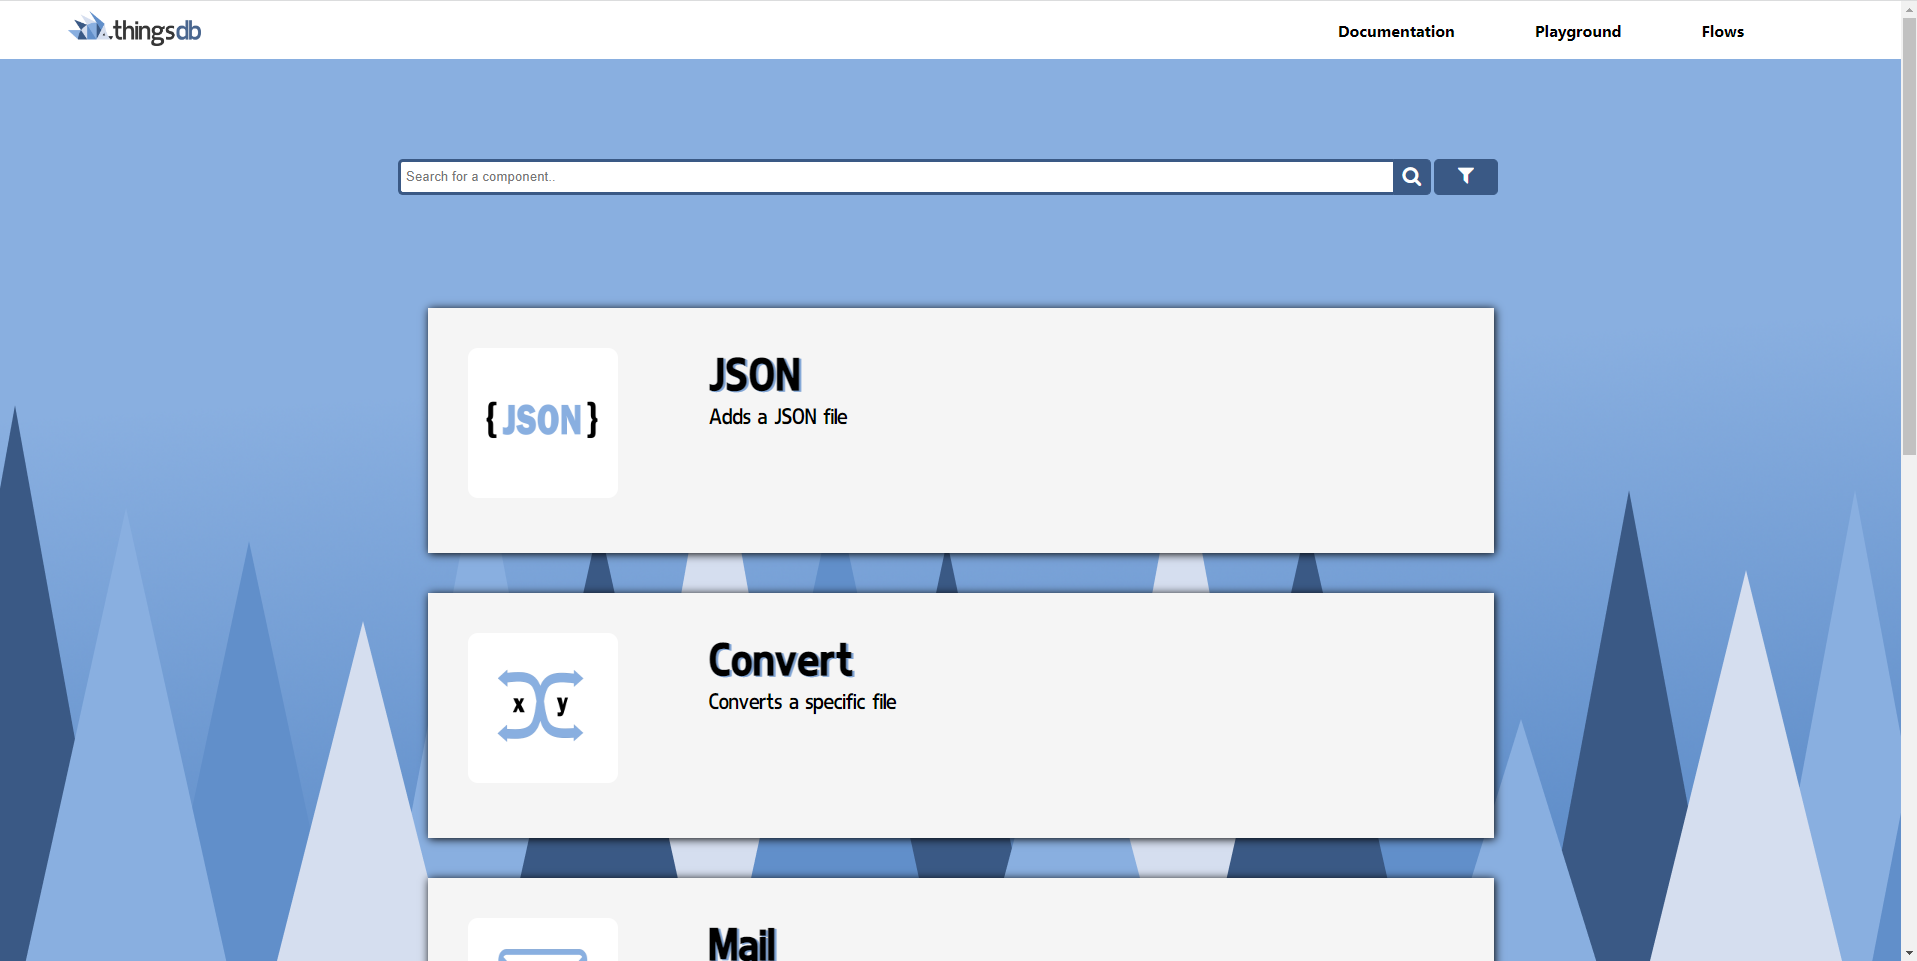 .thingsdb
Documentation
Playground
Flows
Search for a component..
{JSON}
JSON
Adds a JSON file
x y
Convert
Converts a specific file
Mail